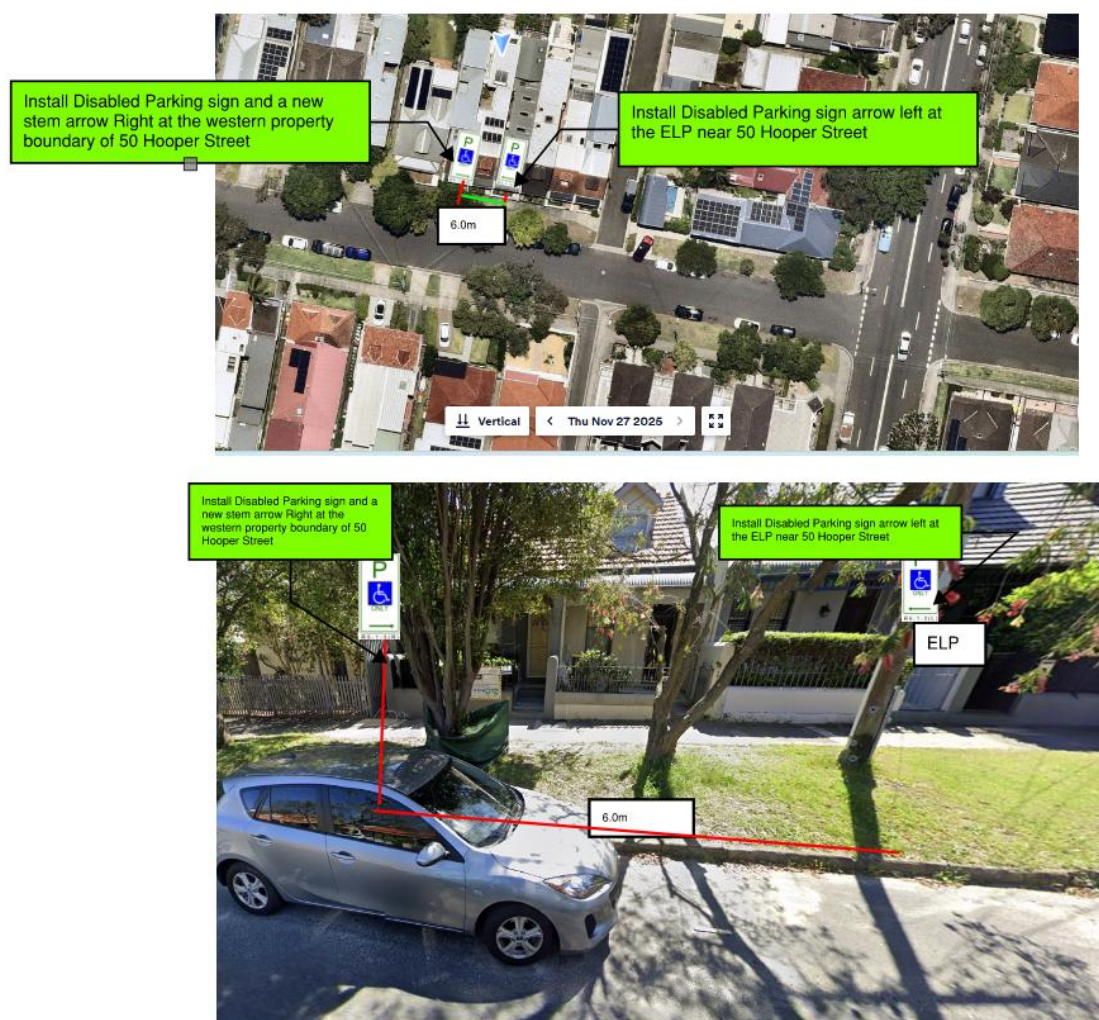 Install Disabled Parking sign and a new
stem arrow Right at the western property
boundary of 50 Hooper Street
Install Disabled Parking sign arrow left at
the ELP near 50 Hooper Street
P
P
6.0m
Vertical
Thu Nov 27 2025
Install Disabled Parking sign and a
new stem arrow Right at the
western property boundary of 50
Hooper Street
Install Disabled Parking sign arrow left at
the ELP near 50 Hooper Street
P
ONLY
ONLY
ELP
6.0m